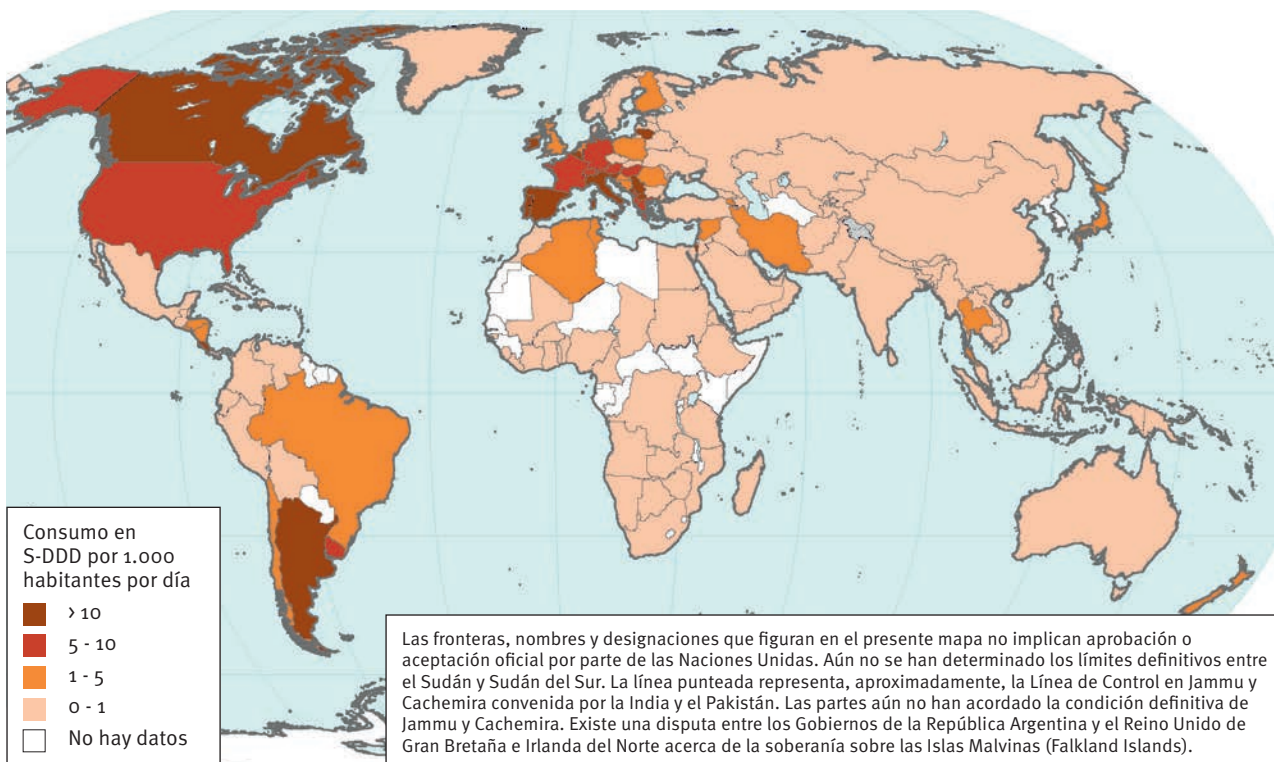 Consumo en
S-DDD por 1.000
habitantes por día
> 10
5 - 10
1 - 5
0 - 1
No hay datos
Las fronteras, nombres y designaciones que figuran en el presente mapa no implican aprobación o
aceptación oficial por parte de las Naciones Unidas. Aún no se han determinado los límites definitivos entre
el Sudán y Sudán del Sur. La línea punteada representa, aproximadamente, la Línea de Control en Jammu y
Cachemira convenida por la India y el Pakistán. Las partes aún no han acordado la condición definitiva de
Jammu y Cachemira. Existe una disputa entre los Gobiernos de la República Argentina y el Reino Unido de
Gran Bretaña e Irlanda del Norte acerca de la soberanía sobre las Islas Malvinas (Falkland Islands).